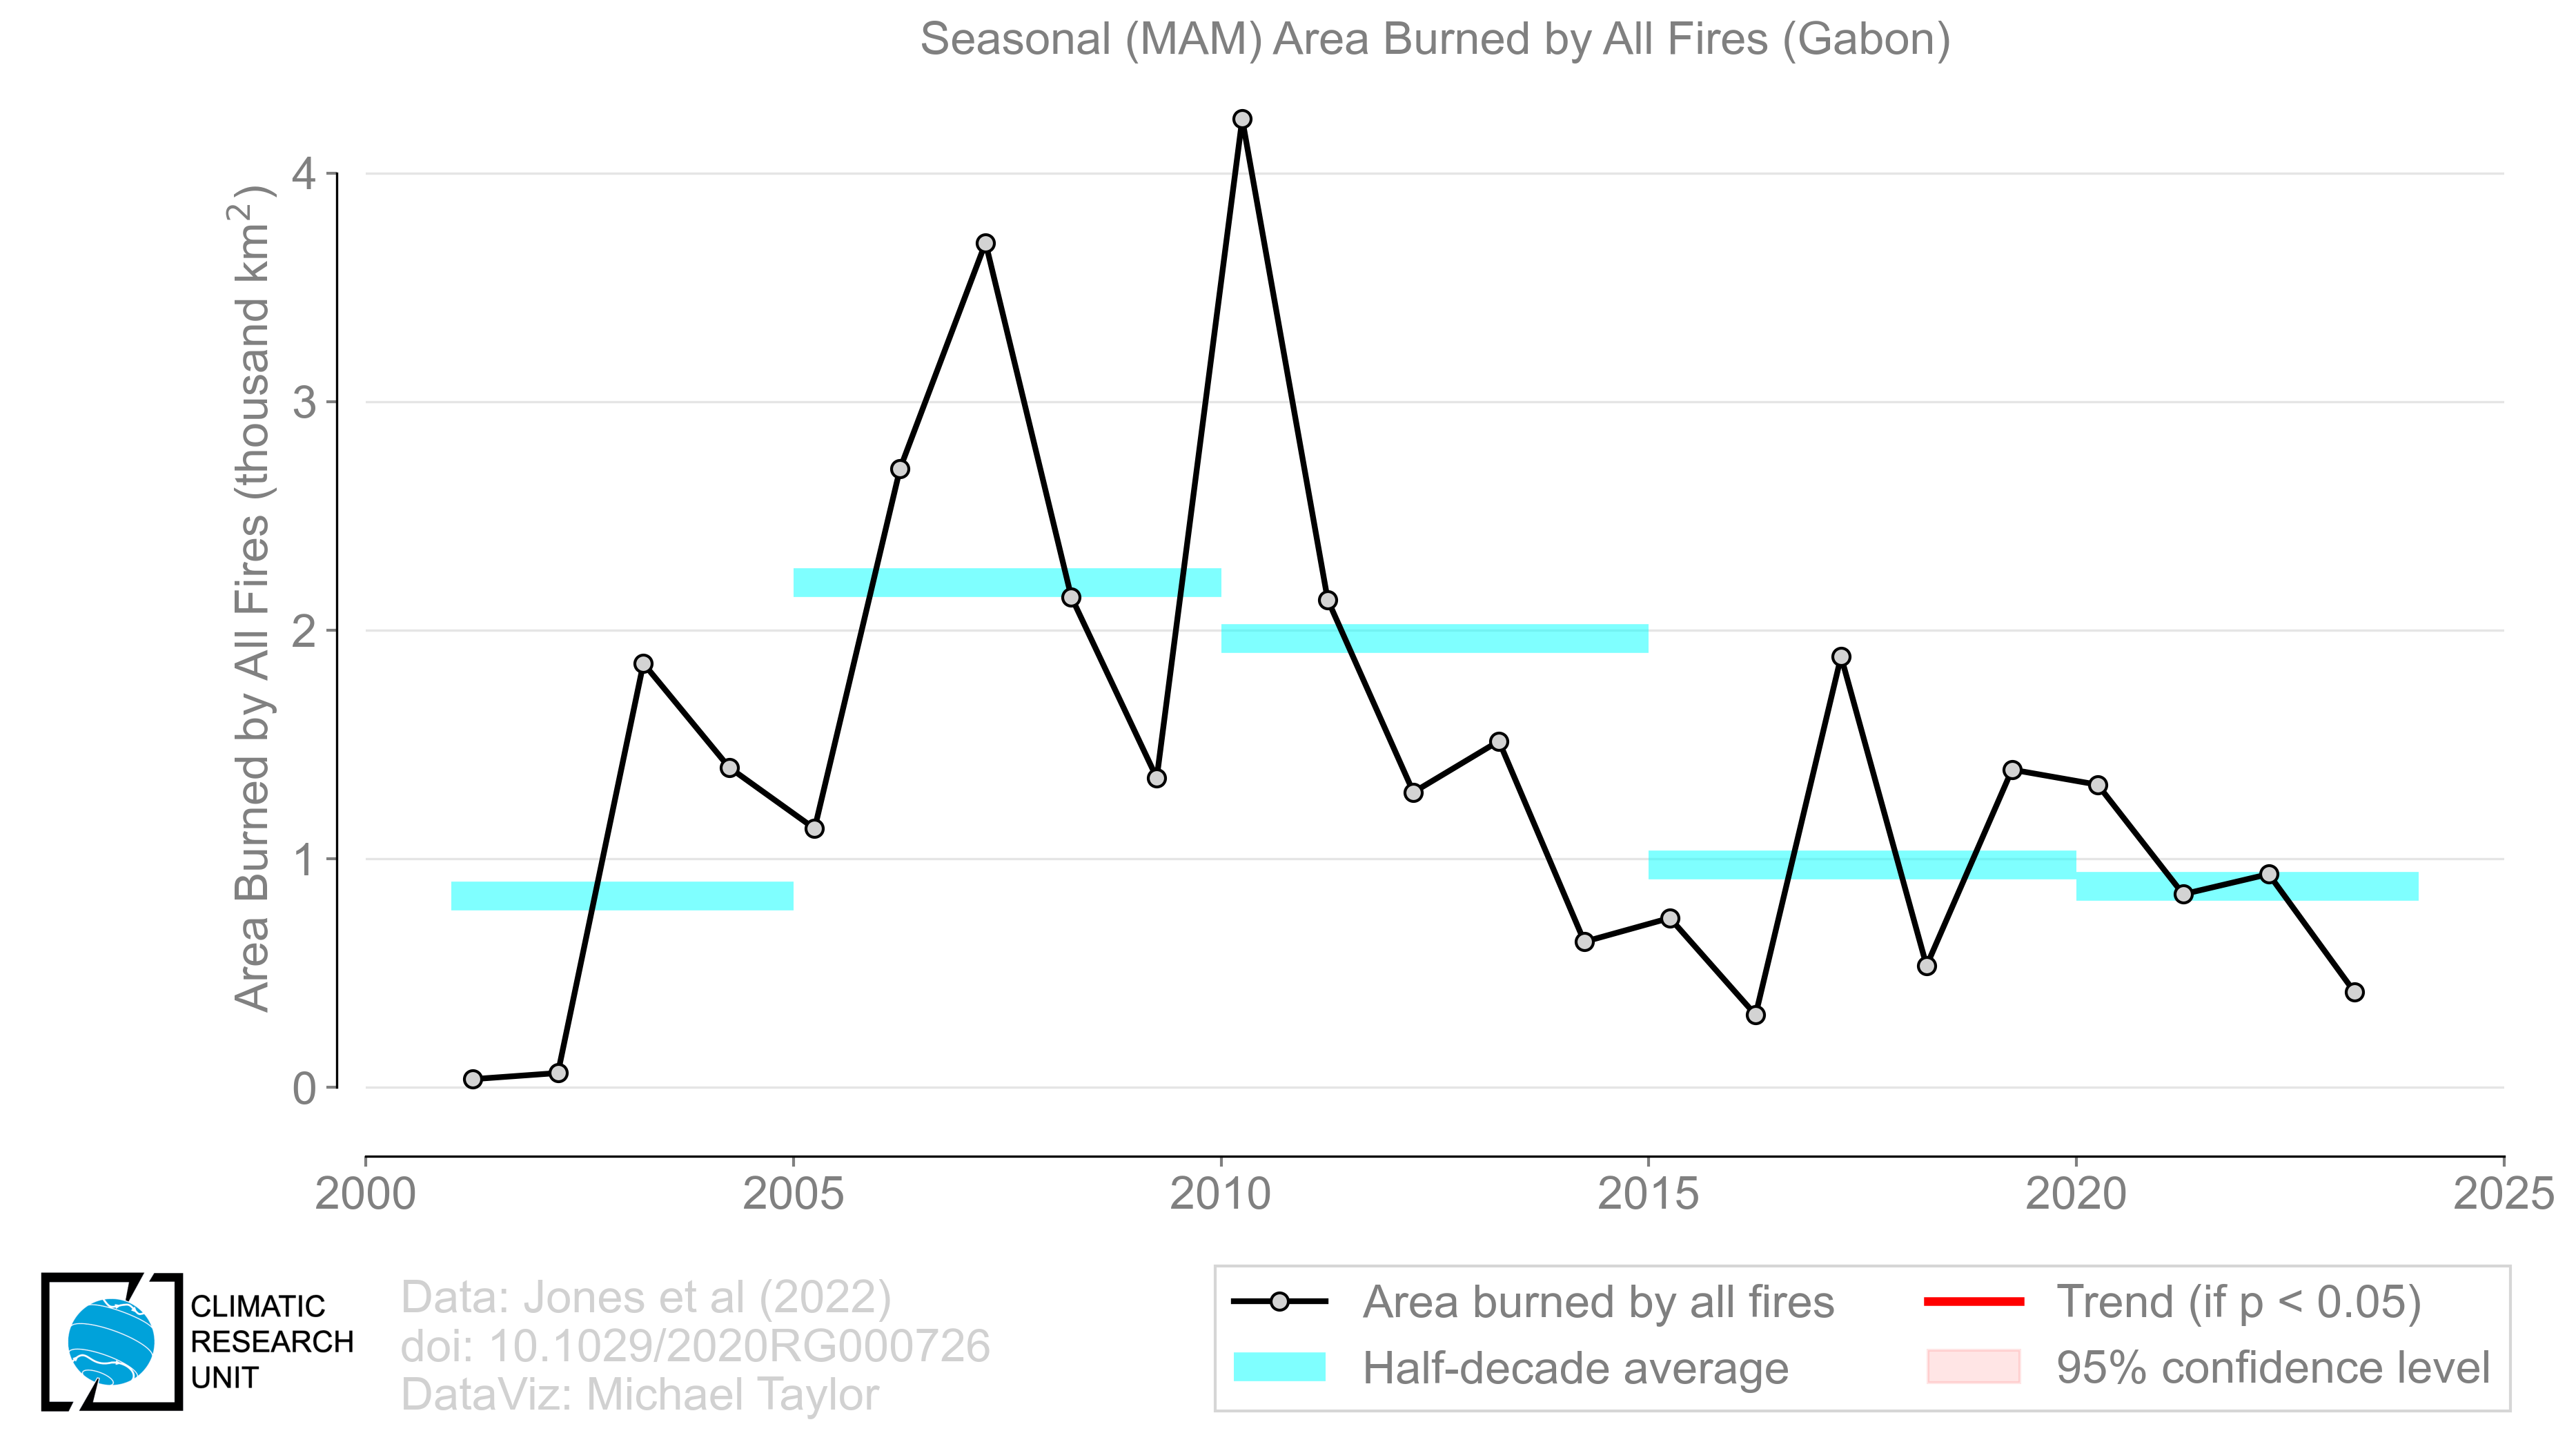 Seasonal (MAM) Area Burned by All Fires (Gabon)
Area Burned by All Fires (thousand km²)
4
3
2
1
0
2000 2005 2010 2015 2020 2025
CLIMATIC
RESEARCH
UNIT
Data: Jones et al (2022)
doi: 10.1029/2020RG000726
DataViz: Michael Taylor
Area burned by all fires
Half-decade average
Trend (if p < 0.05)
95% confidence level